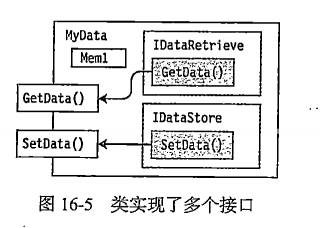 MyData
IDataRetrieve
Mem1
GetData()
GetData()
IDataStore
SetData()
SetData()
图 16-5 类实现了多个接口